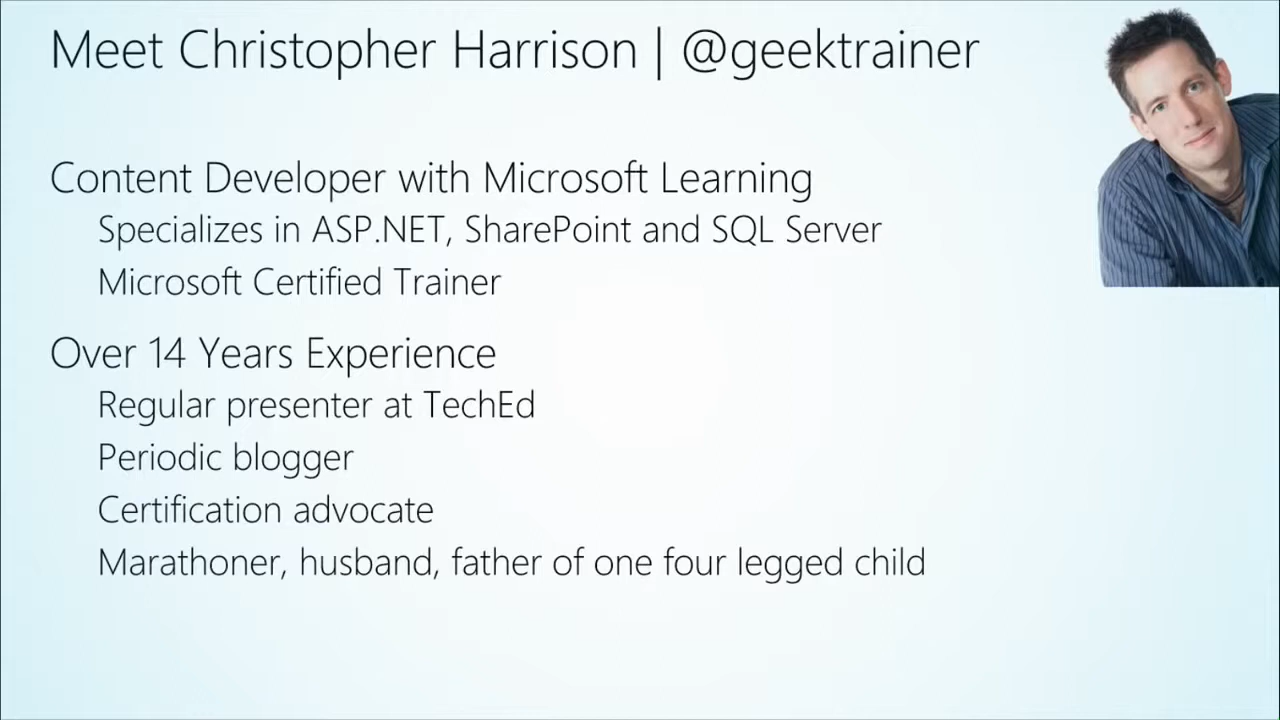 Meet Christopher Harrison | @geektrainer
Content Developer with Microsoft Learning
Specializes in ASP.NET, SharePoint and SQL Server
Microsoft Certified Trainer
Over 14 Years Experience
Regular presenter at TechEd
Periodic blogger
Certification advocate
Marathoner, husband, father of one four legged child